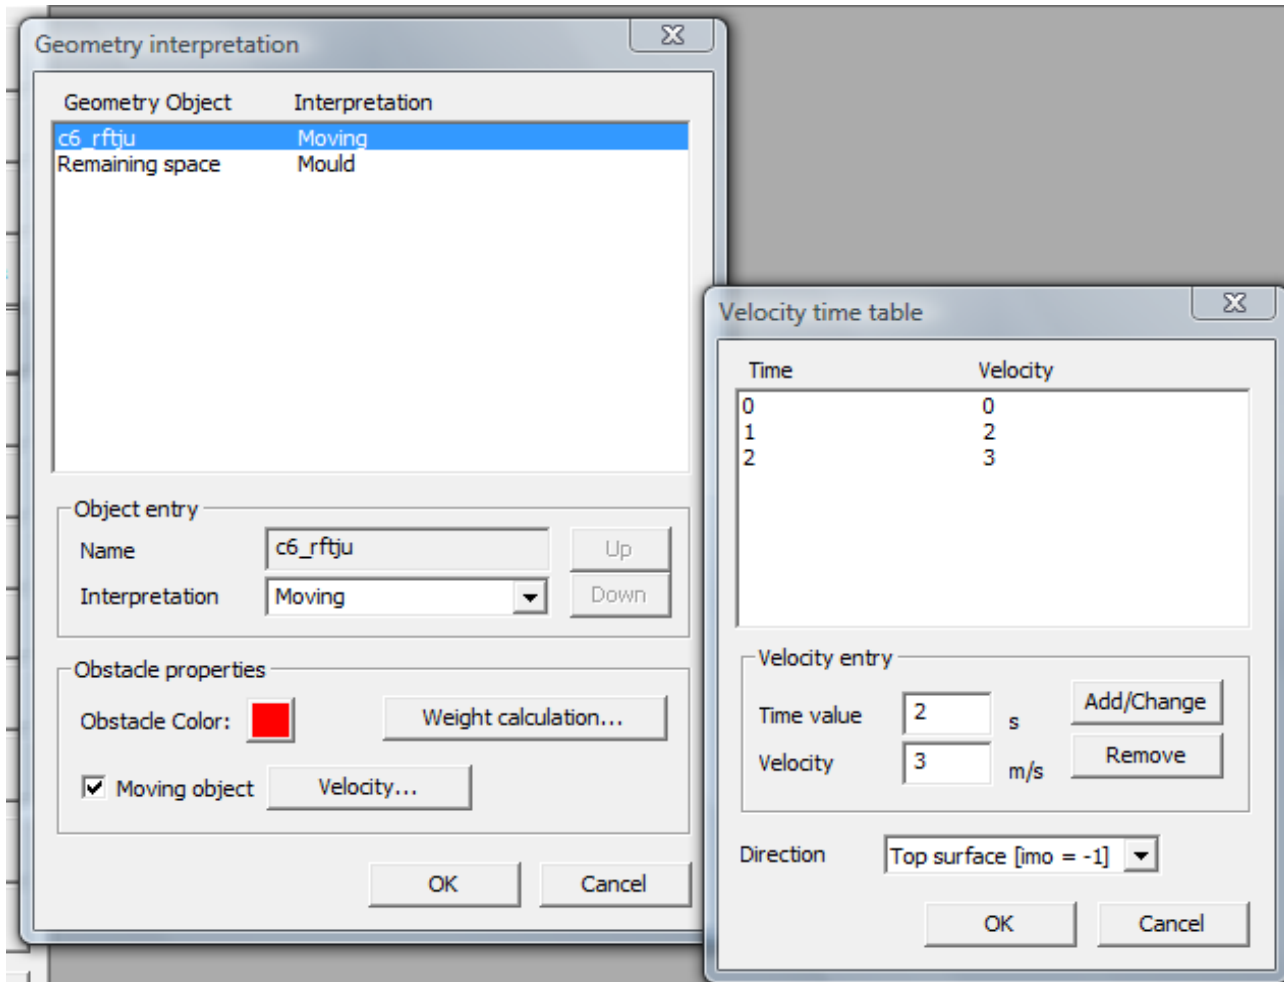 Geometry interpretation
Geometry Object Interpretation
c6_rftju Moving
Remaining space Mould
Object entry
Name c6_rftju Up
Interpretation Moving Down
Obstacle properties
Obstacle Color: Weight calculation...
Moving object Velocity...
OK Cancel
Velocity time table
Time Velocity
0 0
1 2
2 3
Velocity entry
Time value 2 s Add/Change
Velocity 3 m/s Remove
Direction Top surface [imo = -1]
OK Cancel